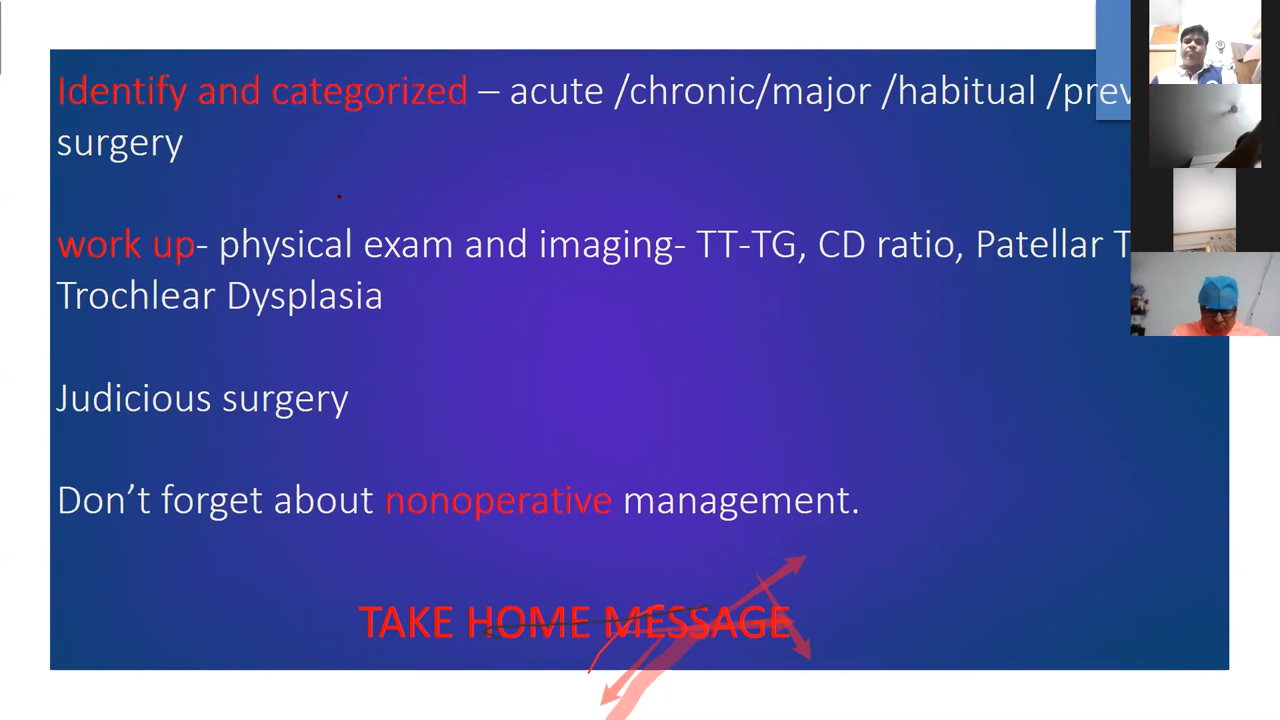 Identify and categorized – acute /chronic/major /habitual /prev
surgery
work up- physical exam and imaging- TT-TG, CD ratio, Patellar T
Trochlear Dysplasia
Judicious surgery
Don’t forget about nonoperative management.
TAKE HOME MESSAGE